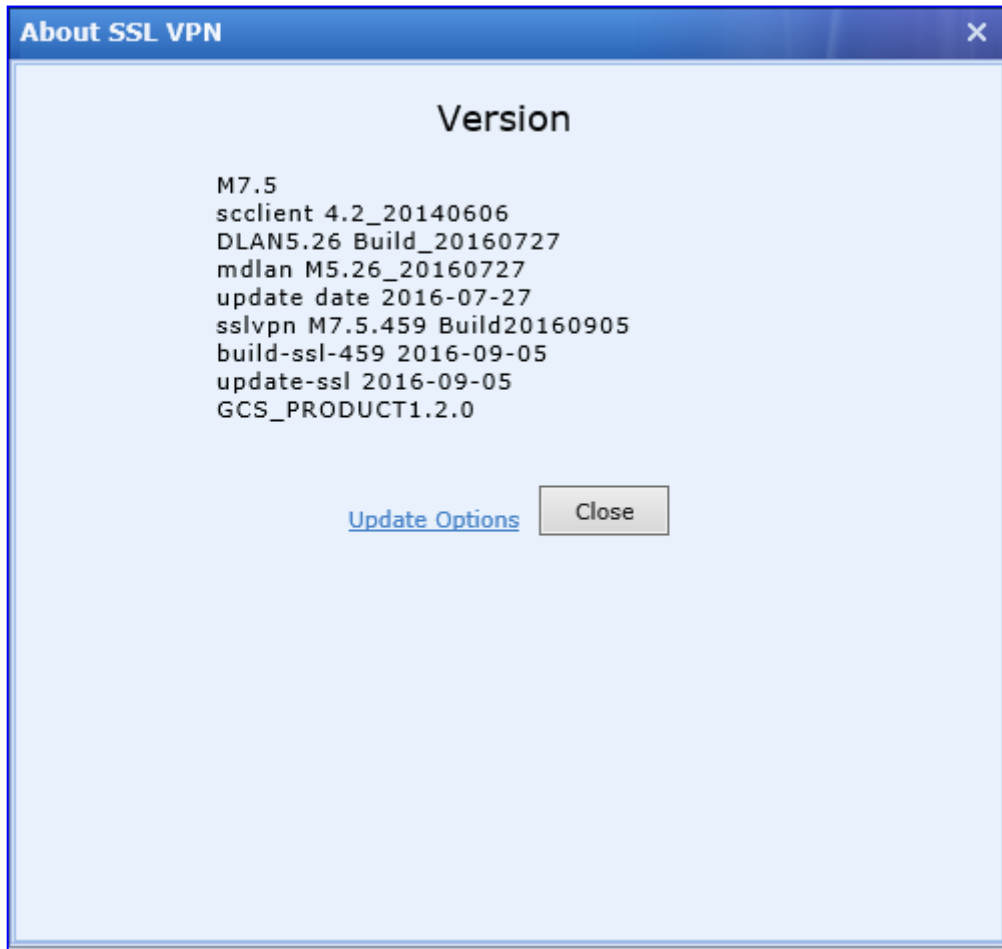 About SSL VPN
Version
M7.5
scclient 4.2_20140606
DLAN5.26 Build_20160727
mdlan M5.26_20160727
update date 2016-07-27
sslvpn M7.5.459 Build20160905
build-ssl-459 2016-09-05
update-ssl 2016-09-05
GCS_PRODUCT1.2.0
Update Options Close